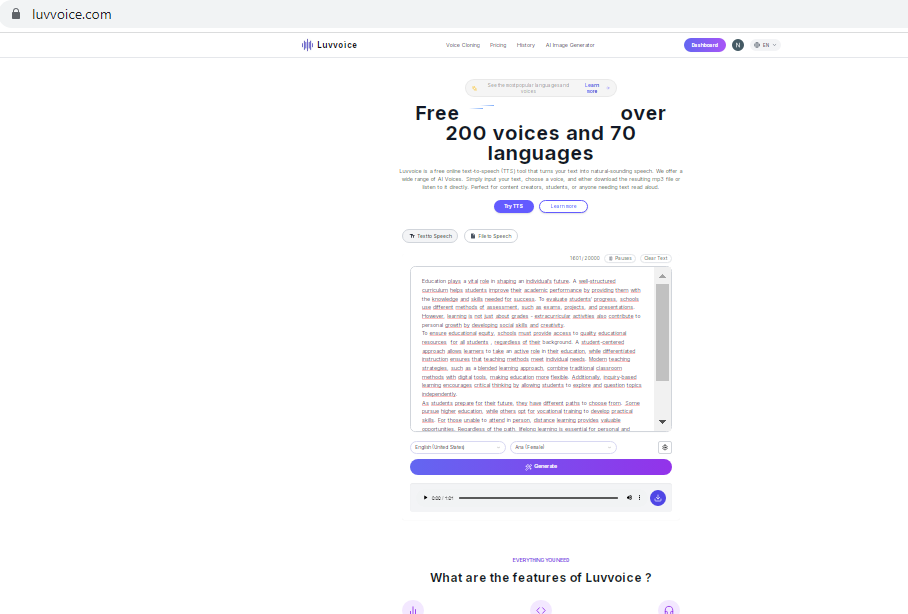 luvvoice.com
Luvvoice
Voice Cloning Pricing History AI Image Generator
Dashboard N EN
See the most popular languages and voices
Learn more
Free over
200 voices and 70
languages
Luvvoice is a free online text-to-speech (TTS) tool that turns your text into natural-sounding speech. We offer a
wide range of AI Voices. Simply input your text, choose a voice, and either download the resulting mp3 file or
listen to it directly. Perfect for content creators, students, or anyone needing text read aloud.
Try TTS Learn more
Text to Speech File to Speech
1601 / 20000 Pauses Clear Text
Education plays a vital role in shaping an individual's future. A well-structured
curriculum helps students improve their academic performance by providing them with
the knowledge and skills needed for success. To evaluate students' progress, schools
use different methods of assessment, such as exams, projects, and presentations.
However, learning is not just about grades - extracurricular activities also contribute to
personal growth by developing social skills and creativity.
To ensure educational equity, schools must provide access to quality educational
resources for all students , regardless of their background. A student-centered
approach allows learners to take an active role in their education, while differentiated
instruction ensures that teaching methods meet individual needs. Modern teaching
strategies, such as a blended learning approach, combine traditional classroom
methods with digital tools, making education more flexible. Additionally, inquiry-based
learning encourages critical thinking by allowing students to explore and question topics
independently.
As students prepare for their future, they have different paths to choose from. Some
pursue higher education, while others opt for vocational training to develop practical
skills. For those unable to attend in person, distance learning provides valuable
opportunities. Regardless of the path, lifelong learning is essential for personal and
English (United States) Ana (Female)
Generate
0:00 / 1:01
EVERYTHING YOU NEED
What are the features of Luvvoice ?